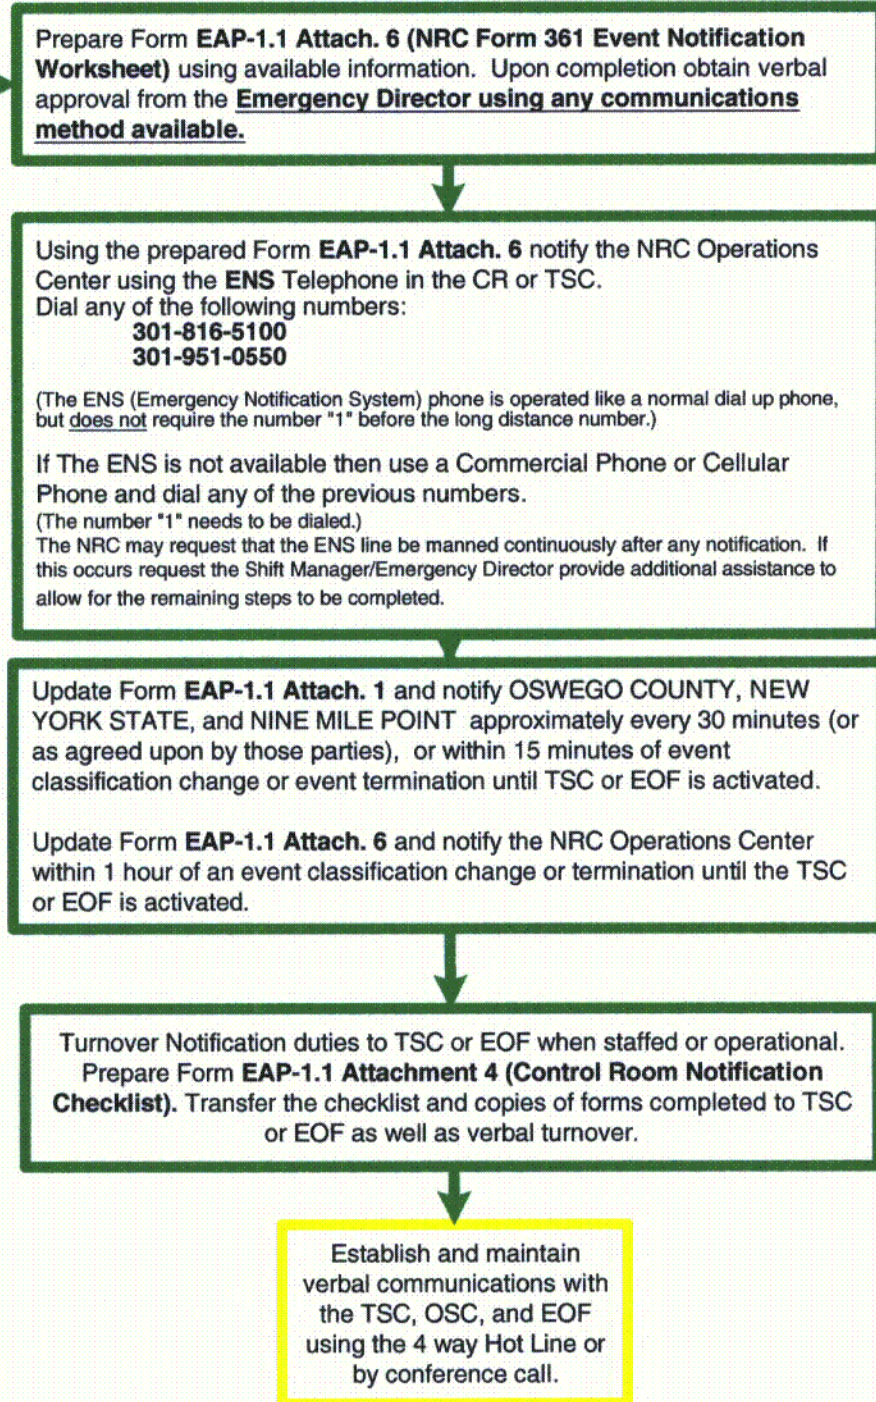 Prepare Form EAP-1.1 Attach. 6 (NRC Form 361 Event Notification
Worksheet) using available information. Upon completion obtain verbal
approval from the Emergency Director using any communications
method available.
Using the prepared Form EAP-1.1 Attach. 6 notify the NRC Operations
Center using the ENS Telephone in the CR or TSC.
Dial any of the following numbers:
301-816-5100
301-951-0550
(The ENS (Emergency Notification System) phone is operated like a normal dial up phone,
but does not require the number "1" before the long distance number.)
If The ENS is not available then use a Commercial Phone or Cellular
Phone and dial any of the previous numbers.
(The number "1" needs to be dialed.)
The NRC may request that the ENS line be manned continuously after any notification. If
this occurs request the Shift Manager/Emergency Director provide additional assistance to
allow for the remaining steps to be completed.
Update Form EAP-1.1 Attach. 1 and notify OSWEGO COUNTY, NEW
YORK STATE, and NINE MILE POINT approximately every 30 minutes (or
as agreed upon by those parties), or within 15 minutes of event
classification change or event termination until TSC or EOF is activated.
Update Form EAP-1.1 Attach. 6 and notify the NRC Operations Center
within 1 hour of an event classification change or termination until the TSC
or EOF is activated.
Turnover Notification duties to TSC or EOF when staffed or operational.
Prepare Form EAP-1.1 Attachment 4 (Control Room Notification
Checklist). Transfer the checklist and copies of forms completed to TSC
or EOF as well as verbal turnover.
Establish and maintain
verbal communications with
the TSC, OSC, and EOF
using the 4 way Hot Line or
by conference call.